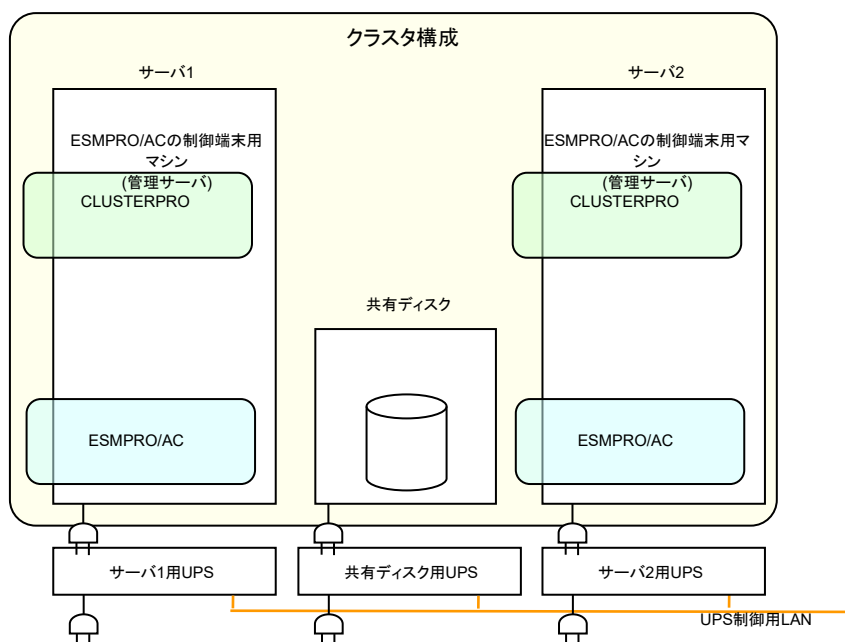 クラスタ構成
サーバ1
サーバ2
ESMPRO/ACの制御端末用
マシン
(管理サーバ)
CLUSTERPRO
ESMPRO/ACの制御端末用マ
シン
(管理サーバ)
CLUSTERPRO
共有ディスク
ESMPRO/AC
ESMPRO/AC
サーバ1用UPS
共有ディスク用UPS
サーバ2用UPS
UPS制御用LAN